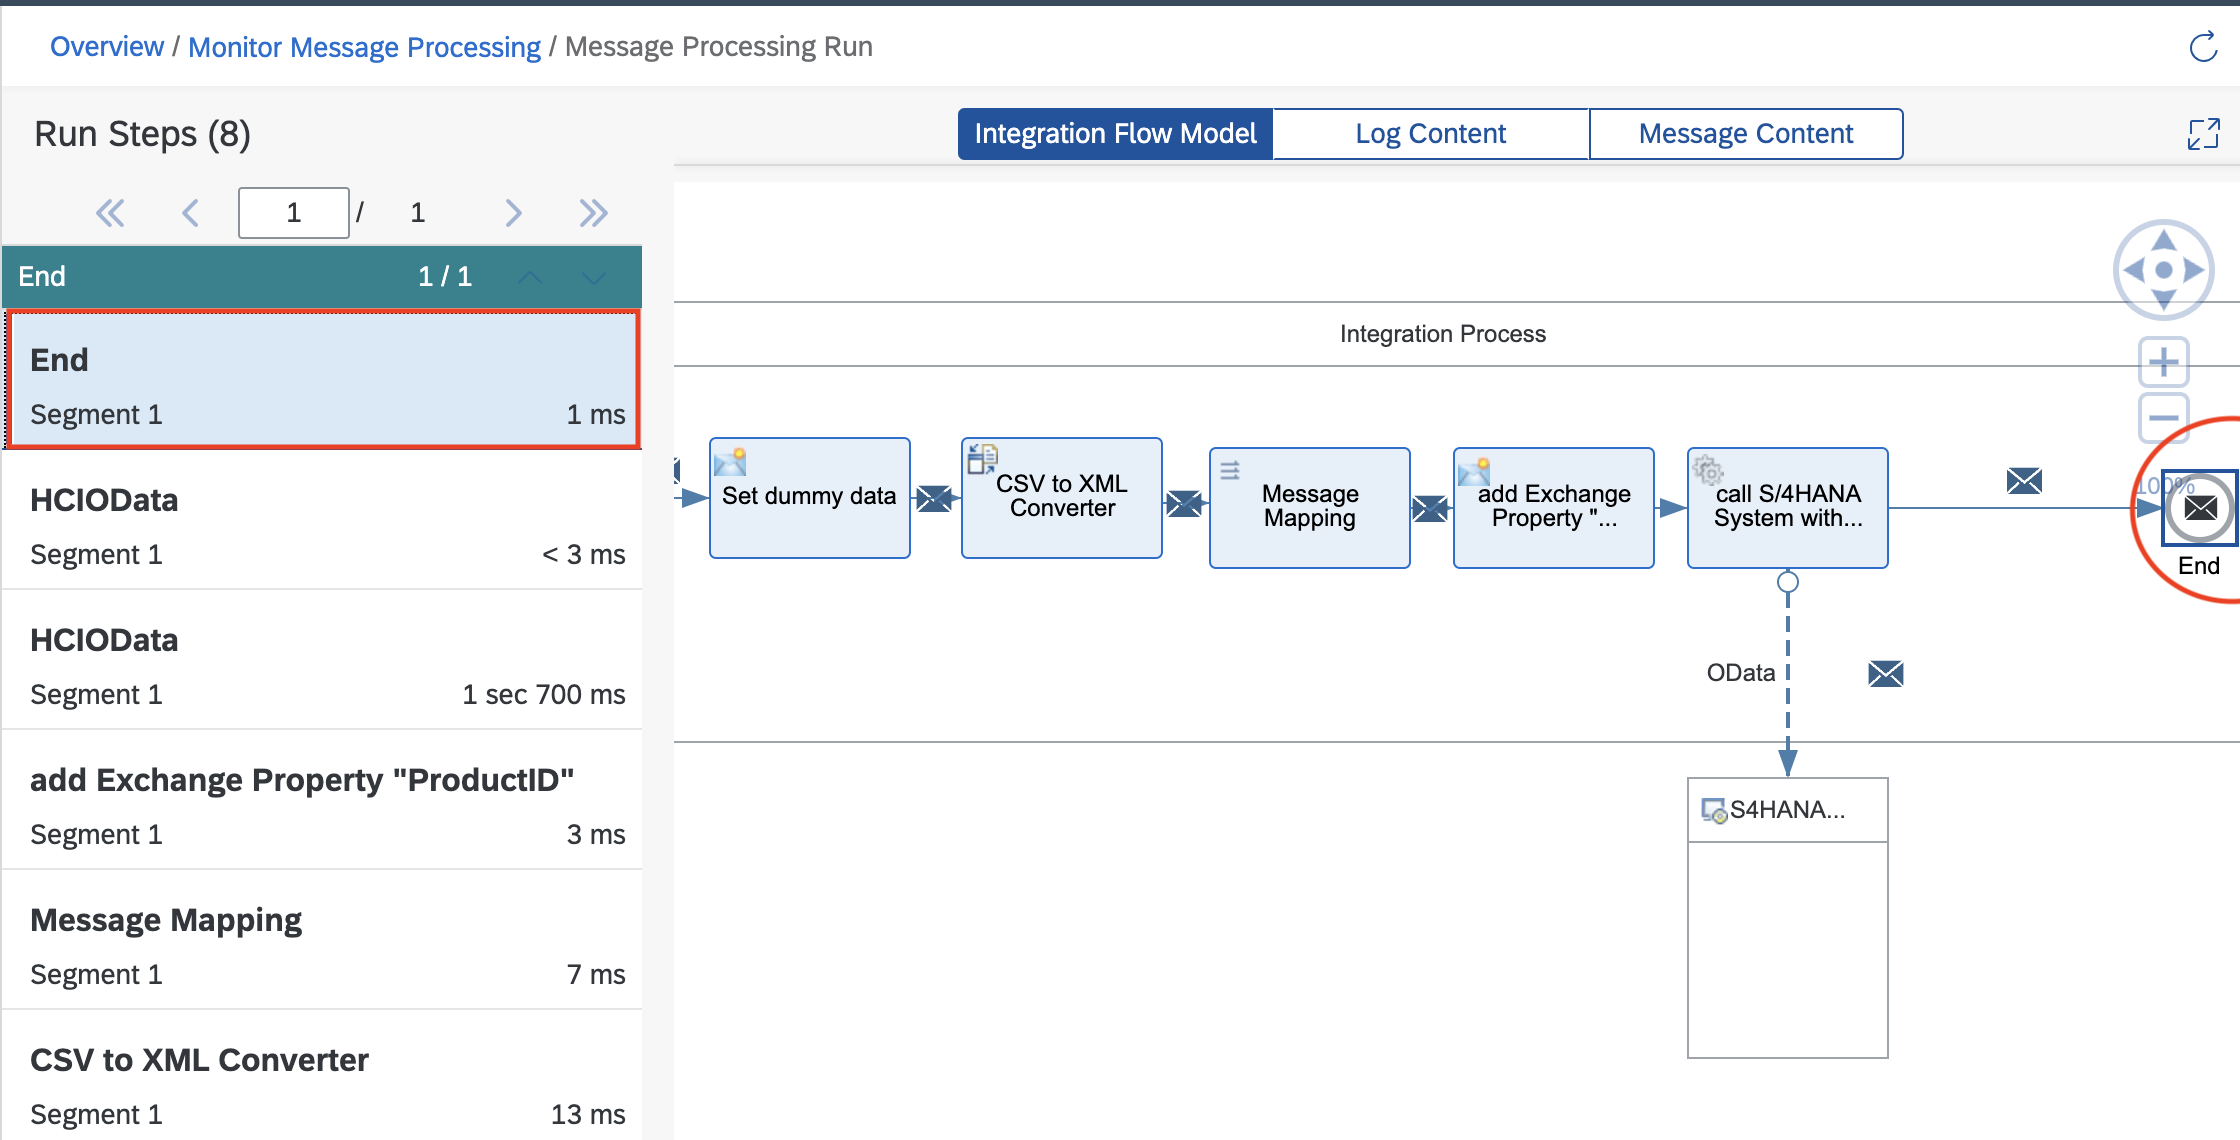 Overview / Monitor Message Processing / Message Processing Run
Run Steps (8)
Integration Flow Model
Log Content
Message Content
1 / 1
End
1 / 1
End
Segment 1
1 ms
HCIOData
Segment 1
< 3 ms
HCIOData
Segment 1
1 sec 700 ms
add Exchange Property "ProductID"
Segment 1
3 ms
Message Mapping
Segment 1
7 ms
CSV to XML Converter
Segment 1
13 ms
Integration Process
Set dummy data
CSV to XML
Converter
Message
Mapping
add Exchange
Property "...
call S/4HANA
System with...
100%
End
OData
S4HANA...